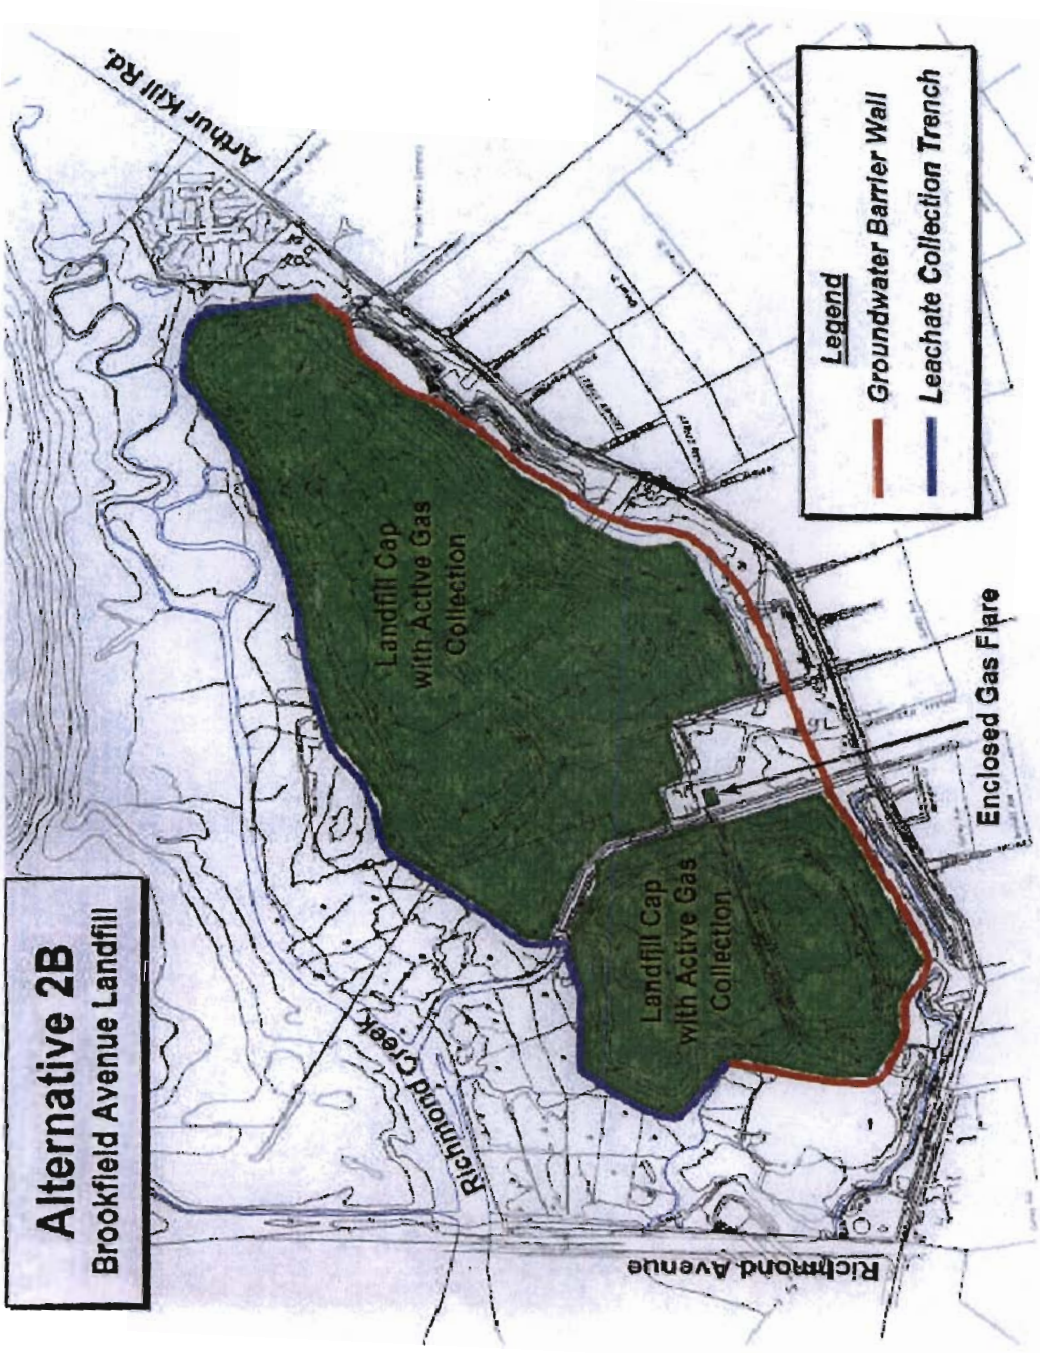 Alternative 2B
Brookfield Avenue Landfill
Arthur Kill Rd.
Landfill Cap
with Active Gas
Collection
Landfill Cap
with Active Gas
Collection
Richmond Creek
Richmond Avenue
Enclosed Gas Flare
Legend
Groundwater Barrier Wall
Leachate Collection Trench